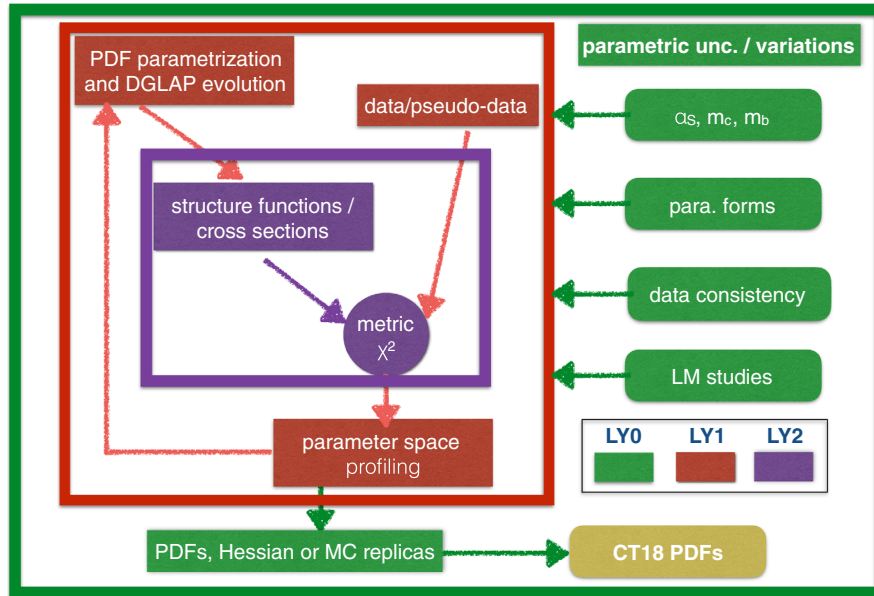 PDF parametrization
and DGLAP evolution
data/pseudo-data
structure functions /
cross sections
metric
χ²
parameter space
profiling
PDFs, Hessian or MC replicas
CT18 PDFs
parametric unc. / variations
αs, mc, mb
para. forms
data consistency
LM studies
LY0 LY1 LY2